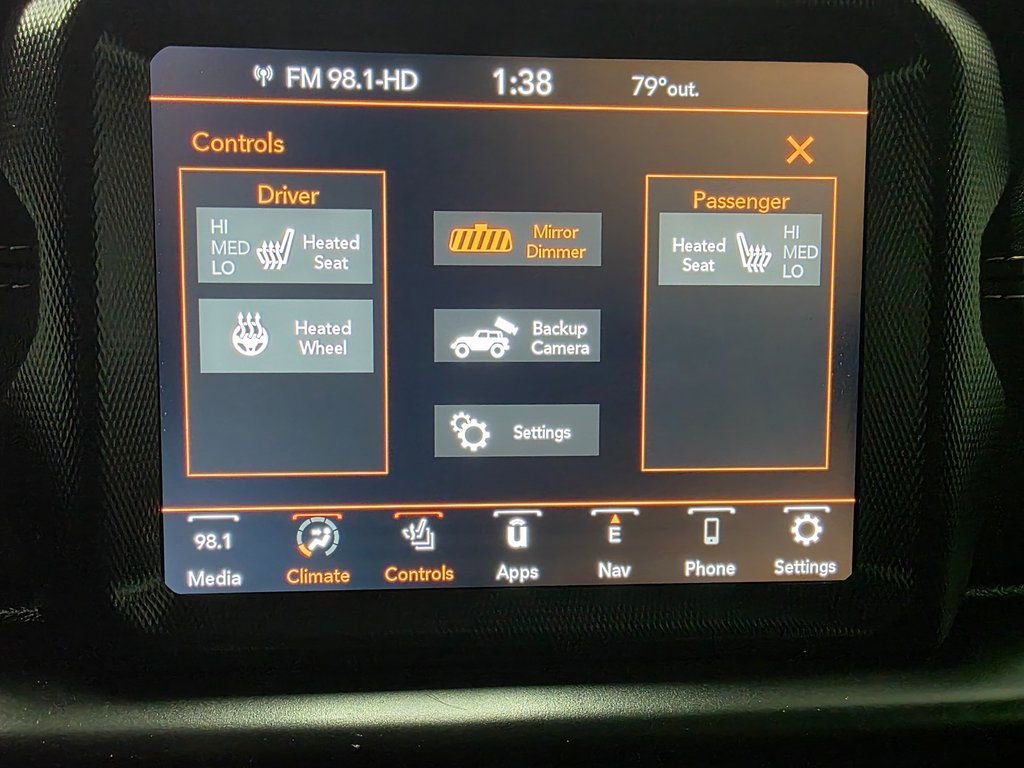 FM 98.1-HD 1:38 79°out.
Controls
Driver
HI
MED
LO
Heated
Seat
Heated
Wheel
Mirror
Dimmer
Backup
Camera
Settings
Passenger
Heated
Seat
HI
MED
LO
98.1
Media
Climate
Controls
u
Apps
E
Nav
Phone
Settings